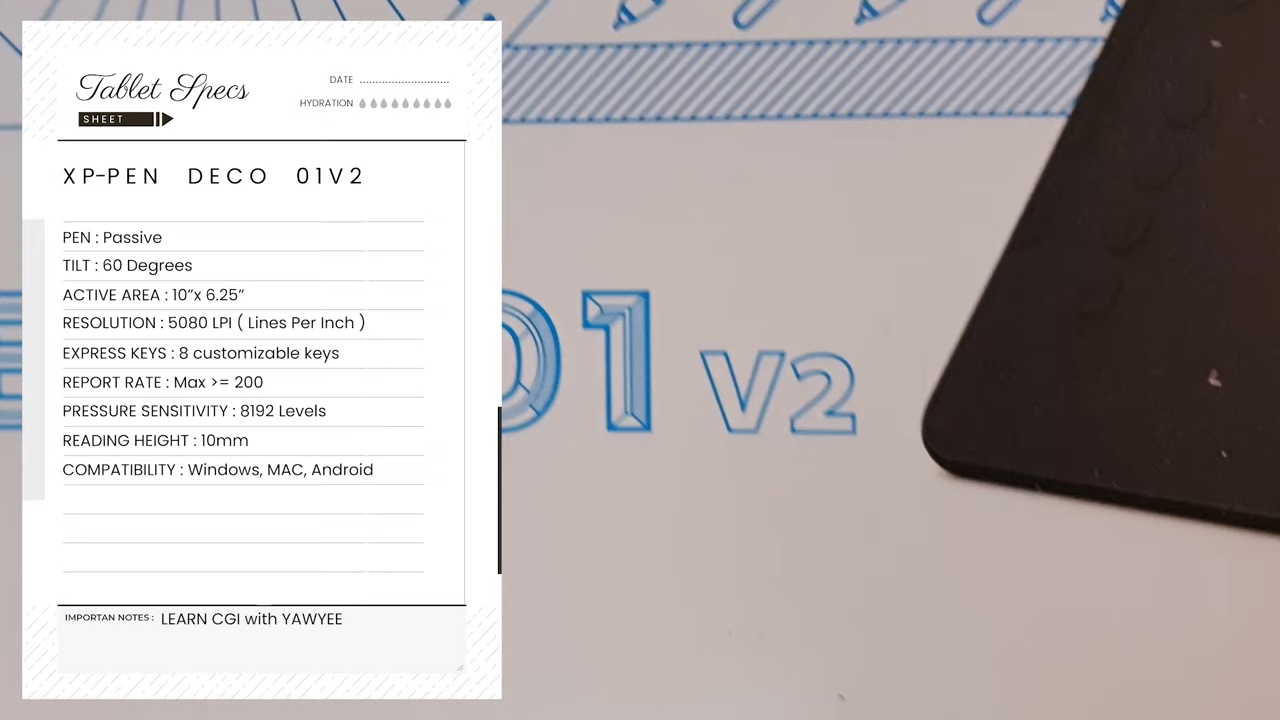 Tablet Specs
SHEET
DATE
HYDRATION
XP-PEN DECO 01V2
PEN : Passive
TILT : 60 Degrees
ACTIVE AREA : 10”x 6.25”
RESOLUTION : 5080 LPI ( Lines Per Inch )
EXPRESS KEYS : 8 customizable keys
REPORT RATE : Max >= 200
PRESSURE SENSITIVITY : 8192 Levels
READING HEIGHT : 10mm
COMPATIBILITY : Windows, MAC, Android
IMPORTAN NOTES : LEARN CGI with YAWYEE
01 V2